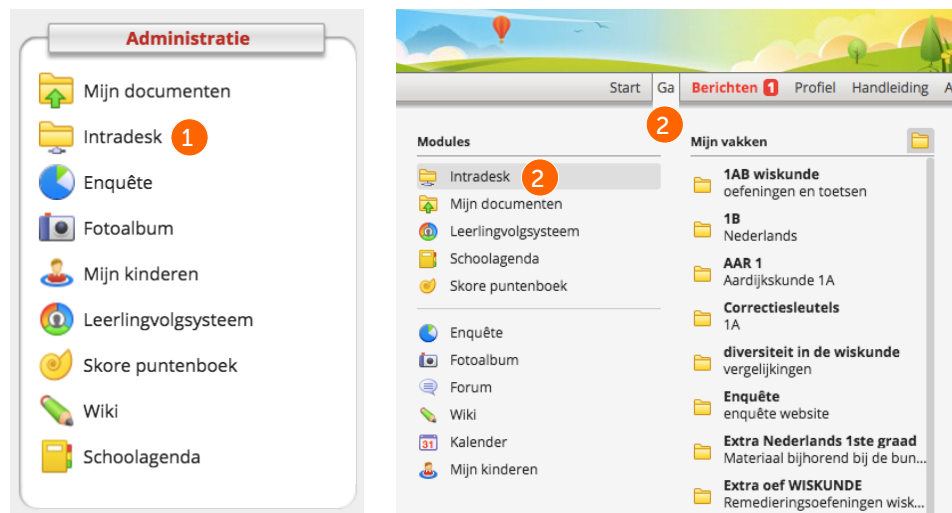 Administratie
Mijn documenten
Intradesk 1
Enquête
Fotoalbum
Mijn kinderen
Leerlingvolgsysteem
Skore puntenboek
Wiki
Schoolagenda
Start Ga Berichten 1 Profiel Handleiding A
2
Modules
Intradesk 2
Mijn documenten
Leerlingvolgsysteem
Schoolagenda
Skore puntenboek
Enquête
Fotoalbum
Forum
Wiki
31 Kalender
Mijn kinderen
Mijn vakken
1AB wiskunde
oefeningen en toetsen
1B
Nederlands
AAR 1
Aardijkskunde 1A
Correctiesleutels
1A
diversiteit in de wiskunde
vergelijkingen
Enquête
enquête website
Extra Nederlands 1ste graad
Materiaal bijhorend bij de bun...
Extra oef WISKUNDE
Remedieringsoefeningen wisk...